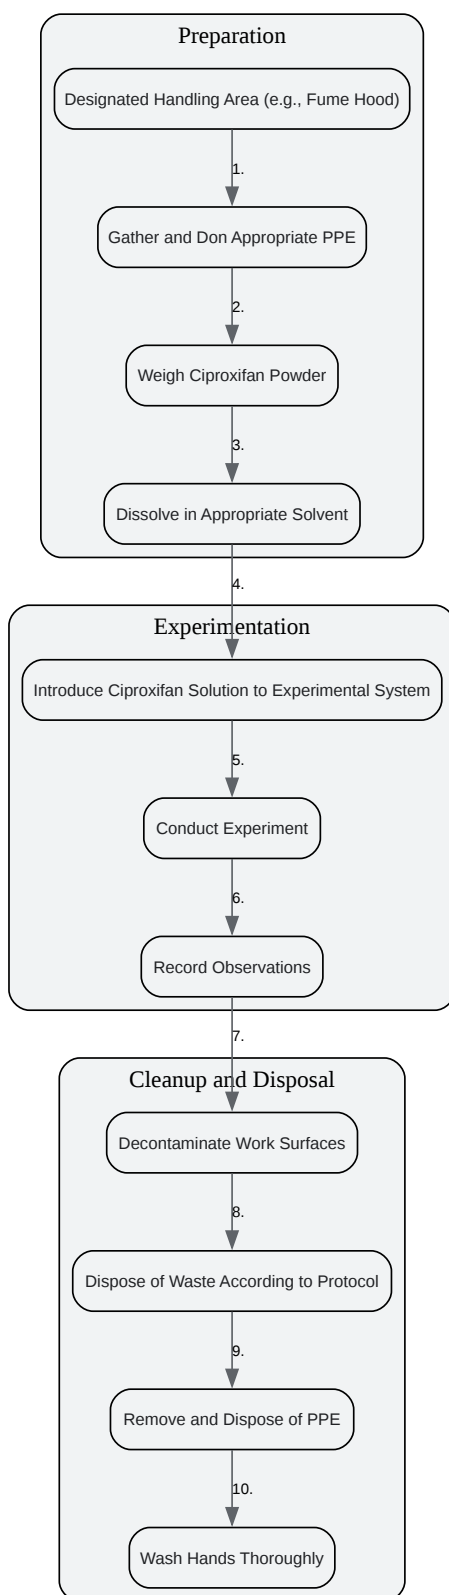 Preparation
Designated Handling Area (e.g., Fume Hood)
1.
Gather and Don Appropriate PPE
2.
Weigh Ciproxifan Powder
3.
Dissolve in Appropriate Solvent
4.
Experimentation
Introduce Ciproxifan Solution to Experimental System
5.
Conduct Experiment
6.
Record Observations
7.
Cleanup and Disposal
Decontaminate Work Surfaces
8.
Dispose of Waste According to Protocol
9.
Remove and Dispose of PPE
10.
Wash Hands Thoroughly